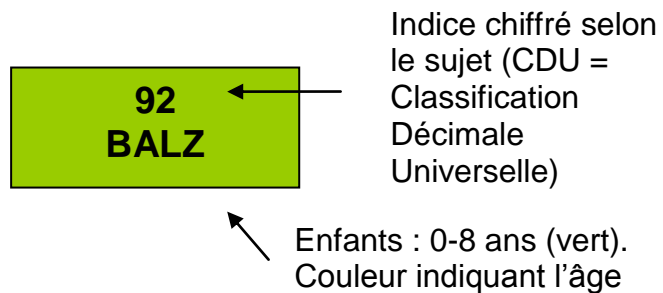 Indice chiffré selon
le sujet (CDU =
Classification
Décimale
Universelle)
92
BALZ
Enfants : 0-8 ans (vert).
Couleur indiquant l'âge